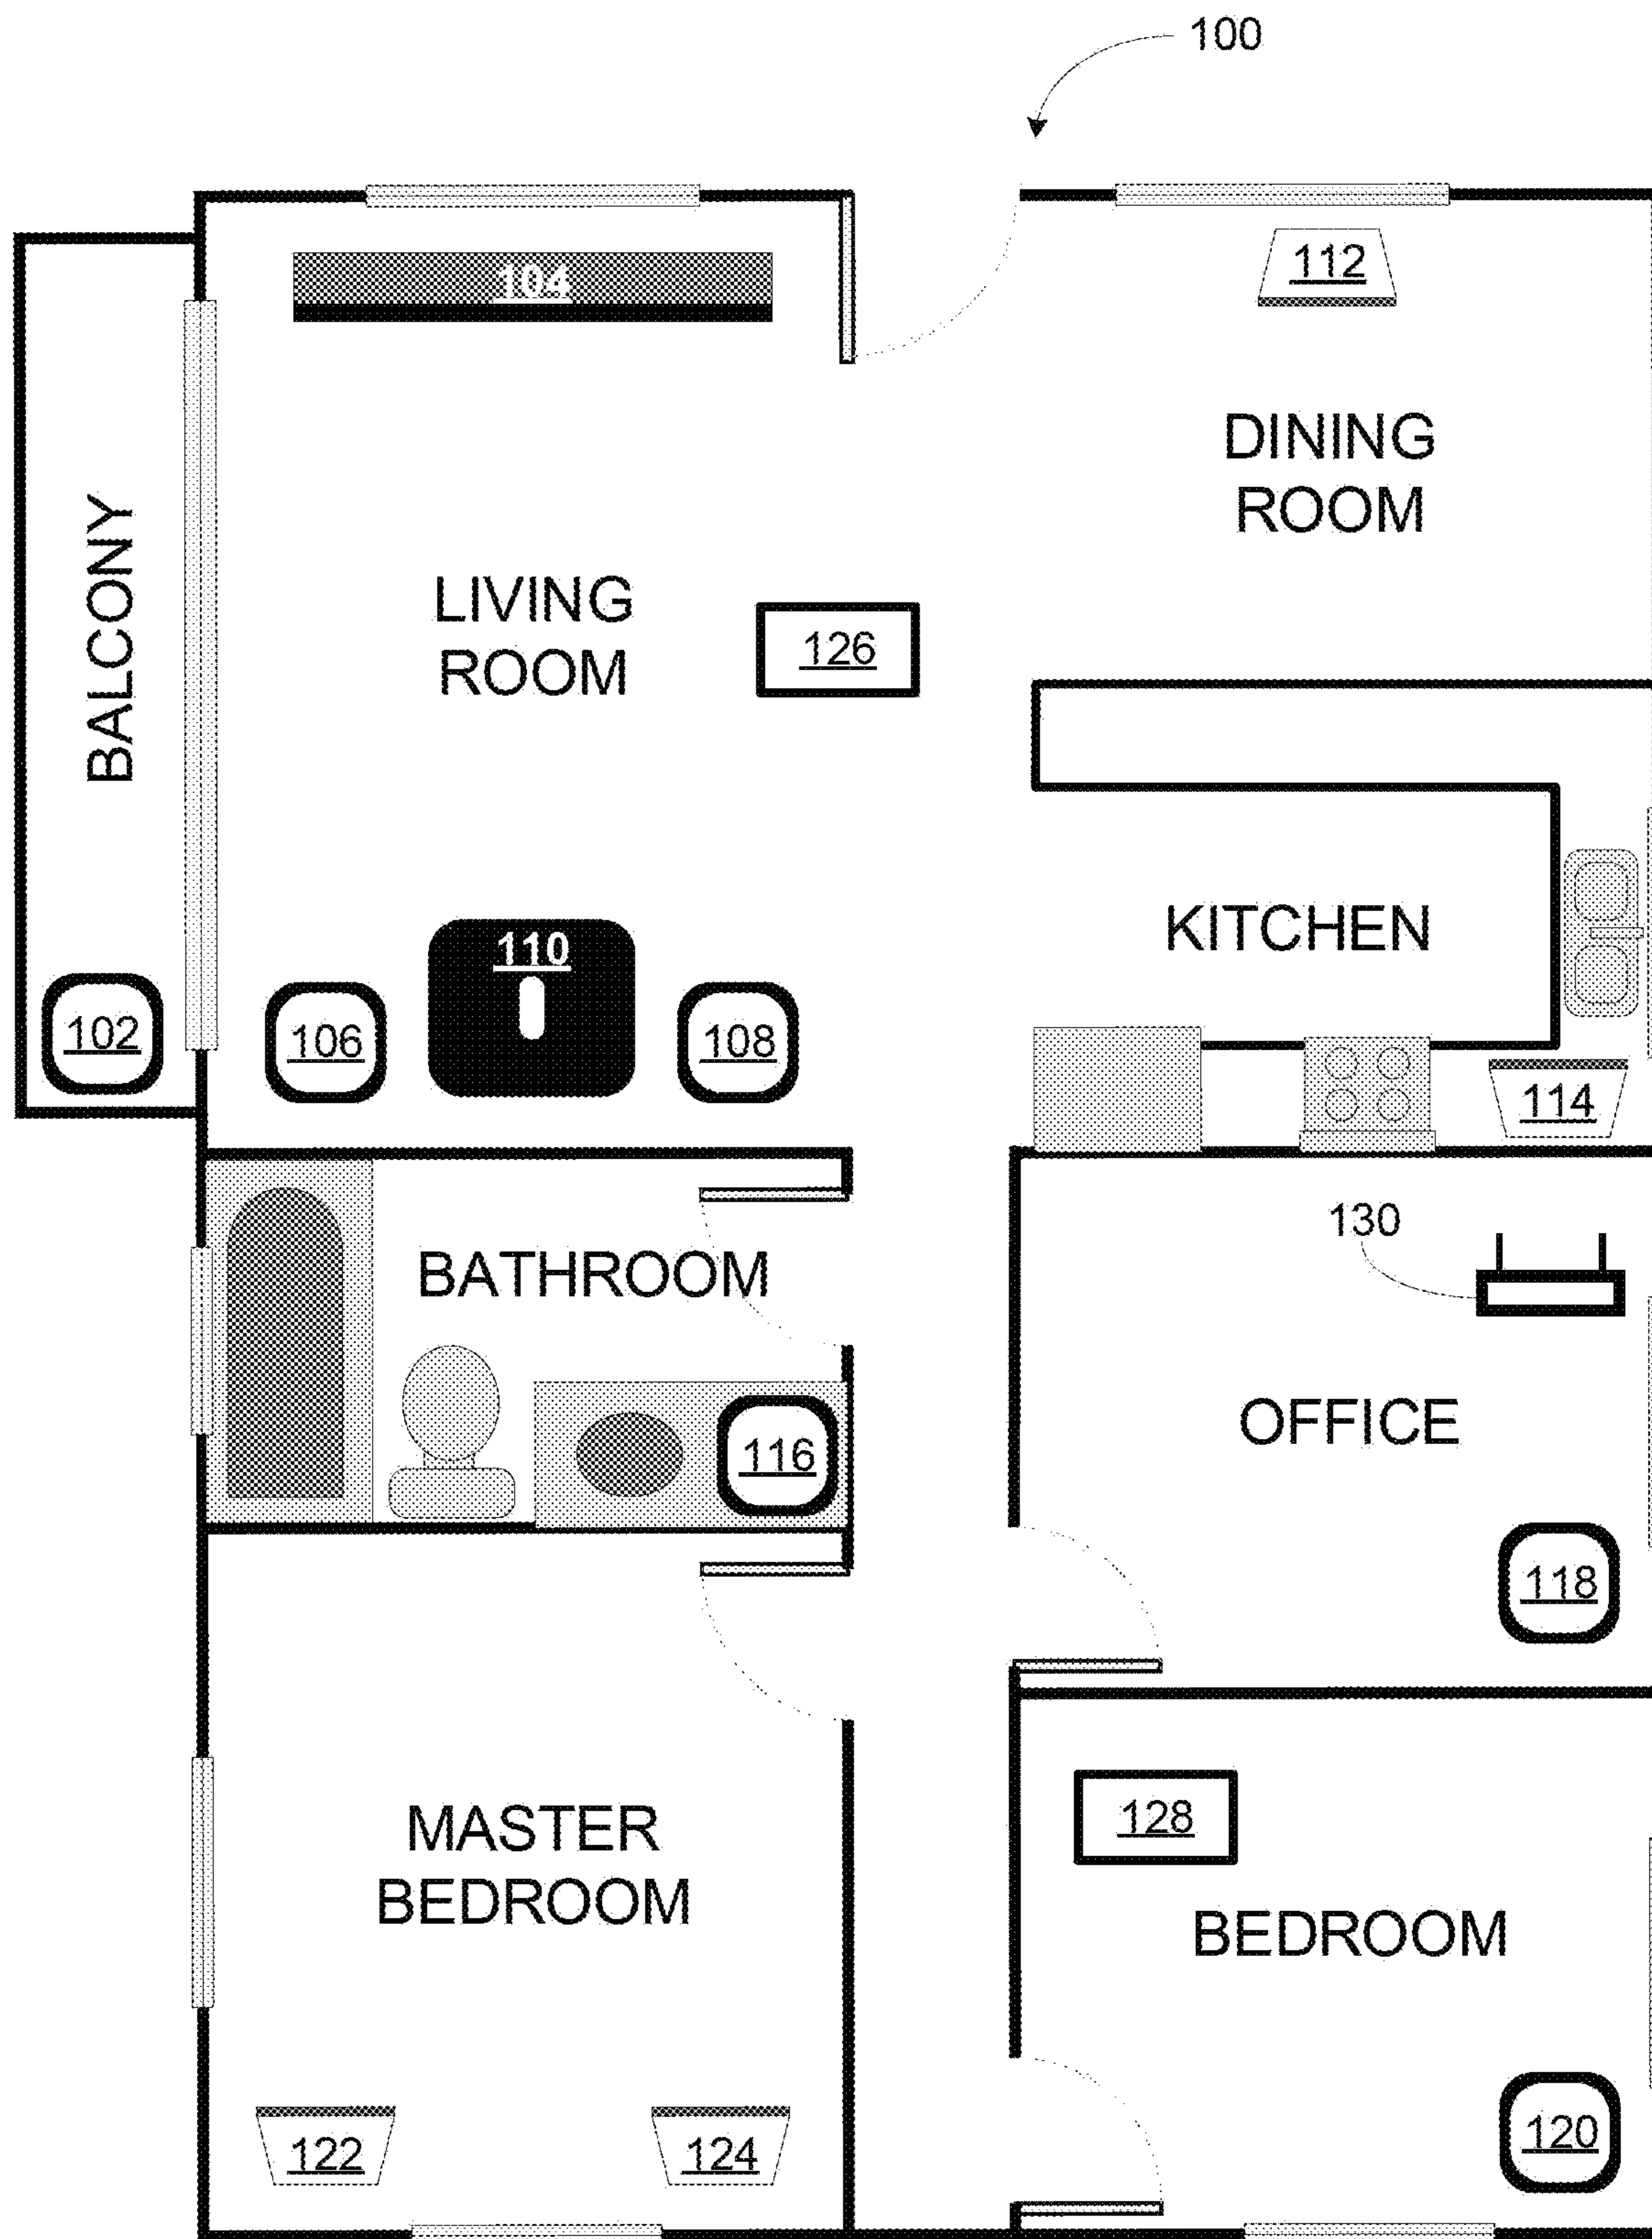 100
104
112
DINING
ROOM
BALCONY
LIVING
ROOM
126
KITCHEN
110
102
106
108
114
BATHROOM
130
OFFICE
116
118
MASTER
BEDROOM
128
BEDROOM
122
124
120